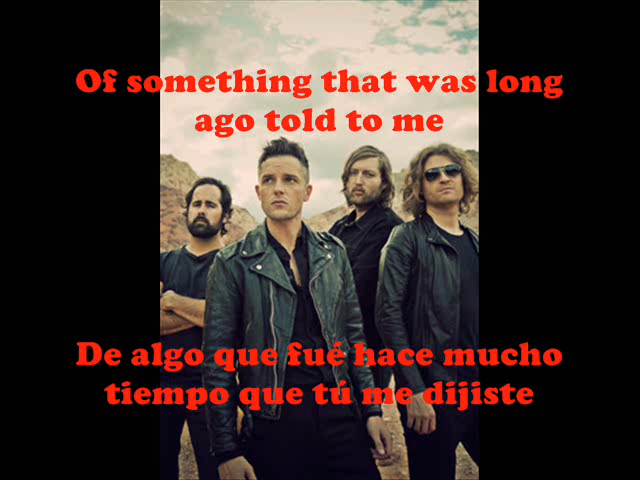 Of something that was long
ago told to me
De algo que fué hace mucho
tiempo que tú me dijiste